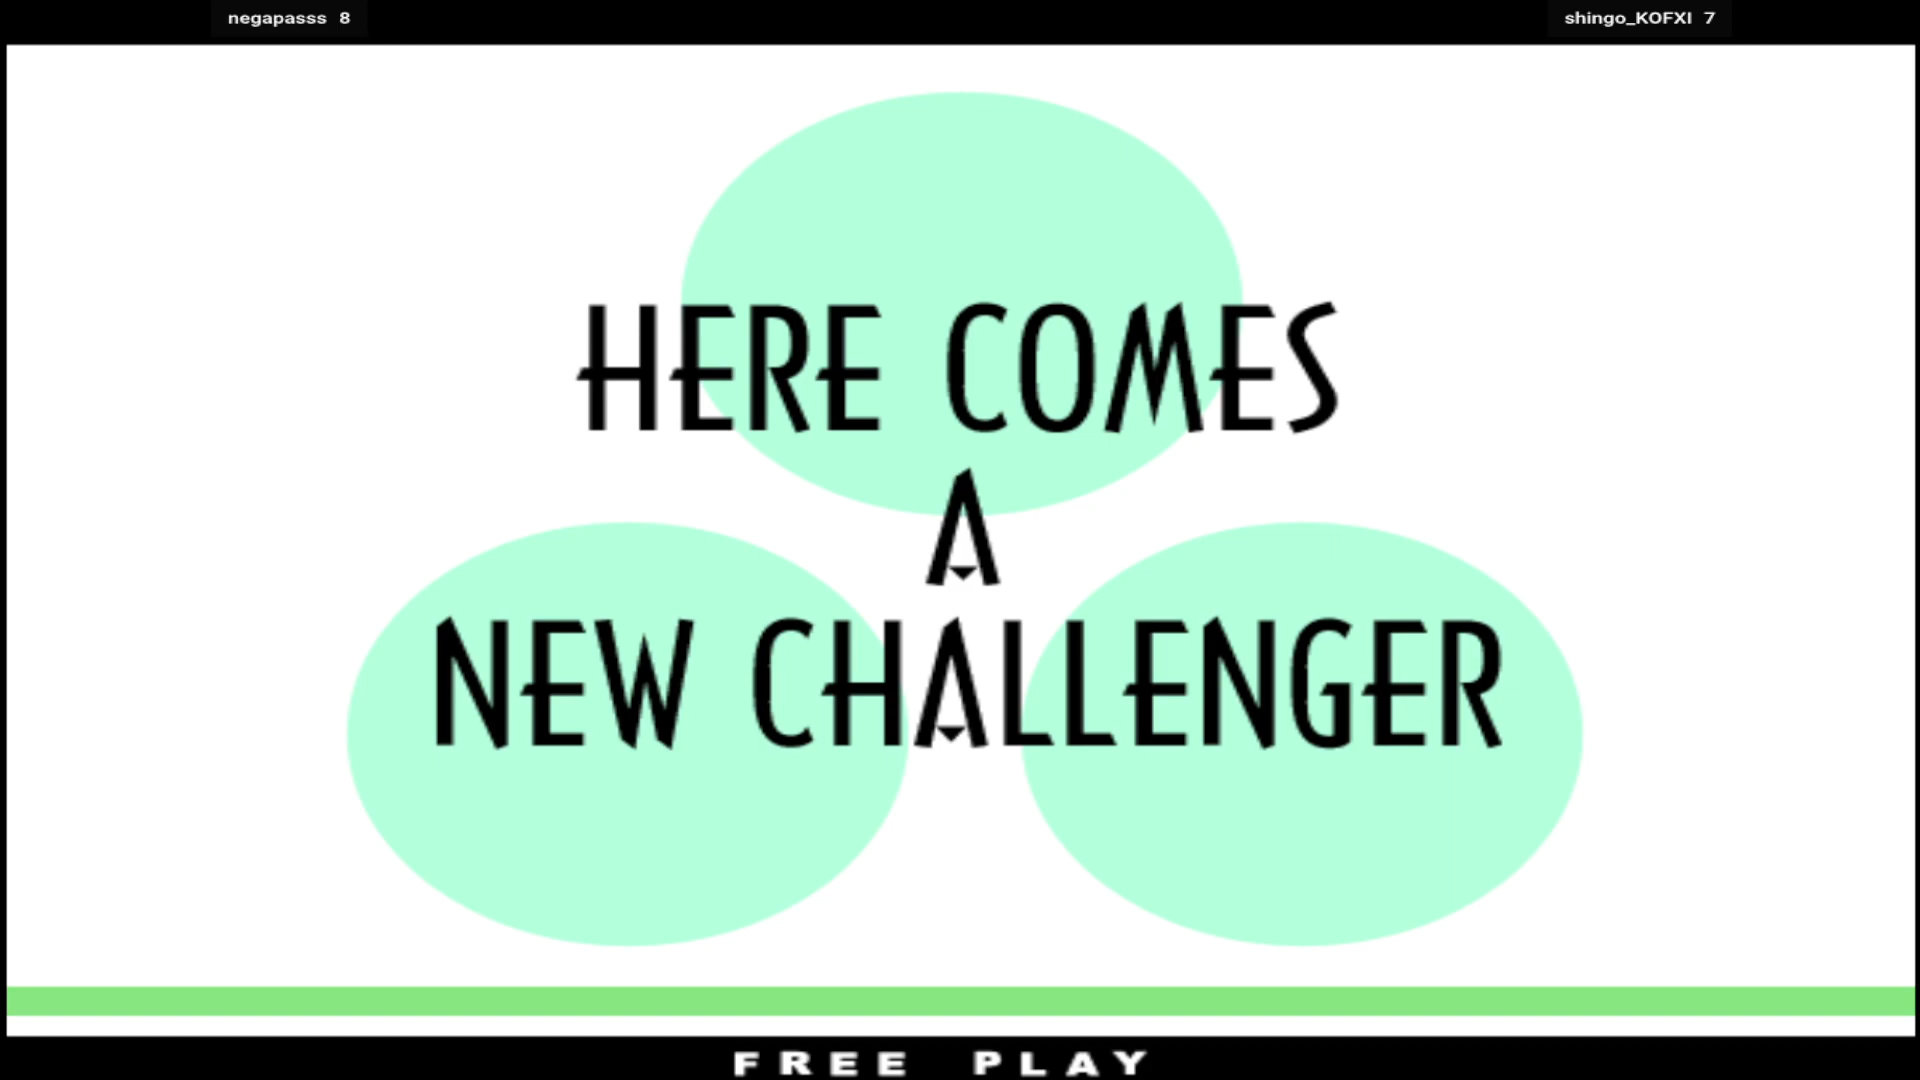 negapasss 8
shingo_KOFXI 7
HERE COMES
A
NEW CHALLENGER
FREE PLAY